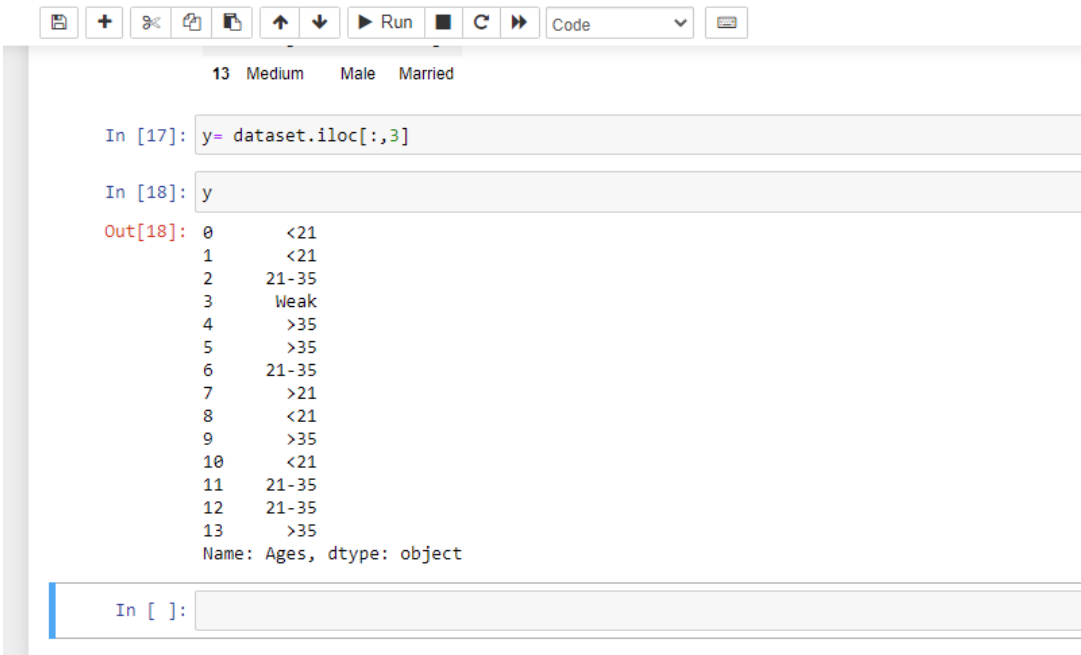 Run Code
13 Medium Male Married
In [17]: y= dataset.iloc[:,3]
In [18]: y
Out[18]: 0 <21
1 <21
2 21-35
3 Weak
4 >35
5 >35
6 21-35
7 >21
8 <21
9 >35
10 <21
11 21-35
12 21-35
13 >35
Name: Ages, dtype: object
In [ ]: